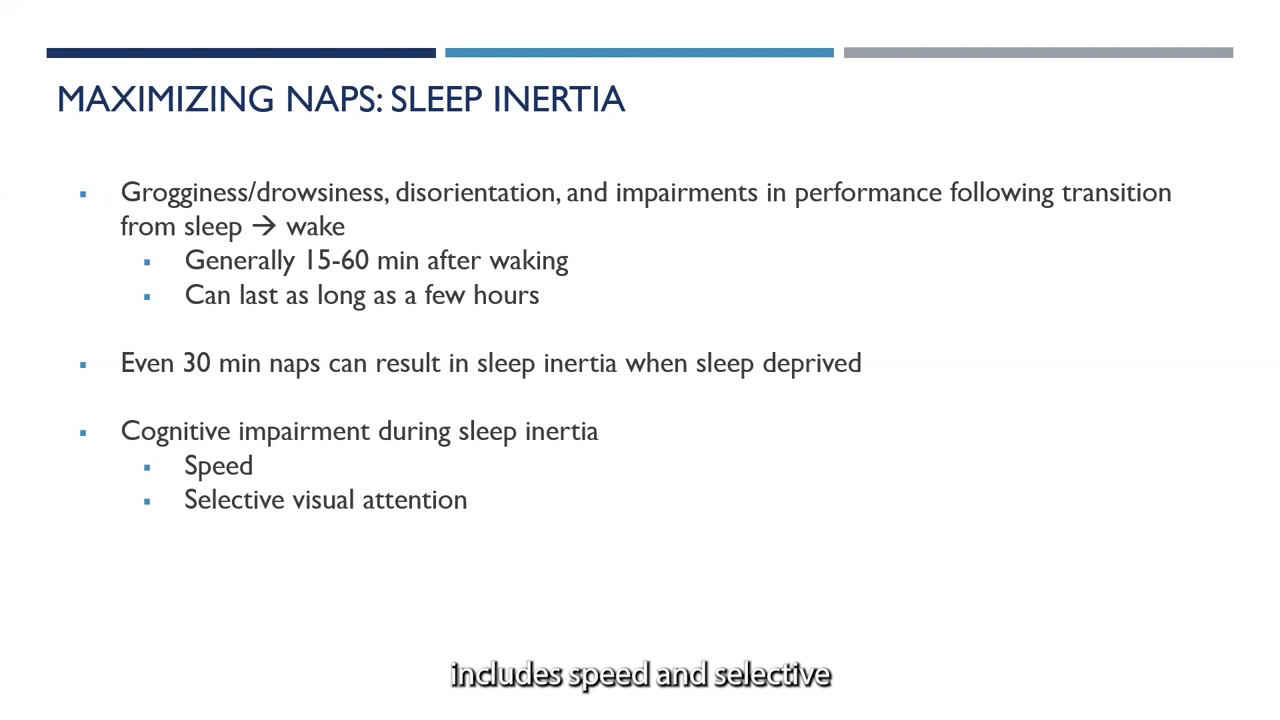 MAXIMIZING NAPS: SLEEP INERTIA
▪ Grogginess/drowsiness, disorientation, and impairments in performance following transition
from sleep → wake
▪ Generally 15-60 min after waking
▪ Can last as long as a few hours
▪ Even 30 min naps can result in sleep inertia when sleep deprived
▪ Cognitive impairment during sleep inertia
▪ Speed
▪ Selective visual attention
includes speed and selective